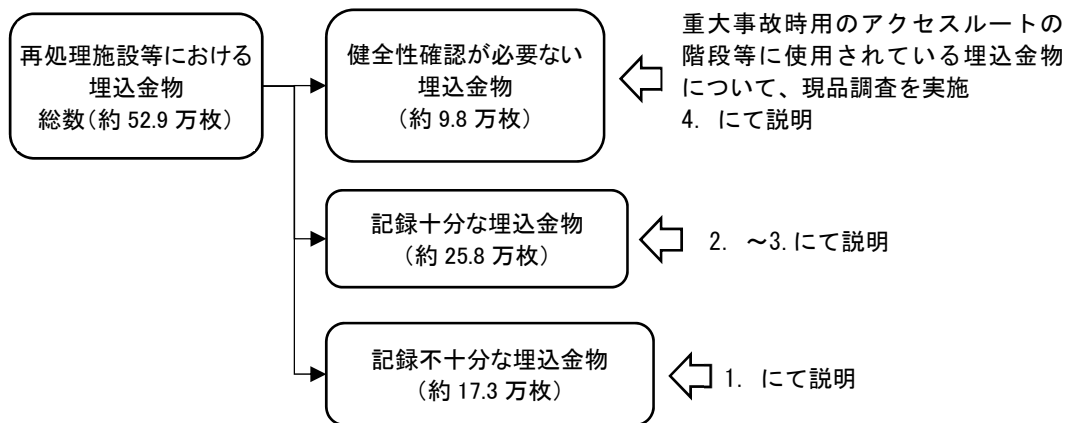 再処理施設等における
埋込金物
総数(約 52.9 万枚)
健全性確認が必要ない
埋込金物
(約 9.8 万枚)
重大事故時用のアクセスルートの
階段等に使用されている埋込金物
について、現品調査を実施
4. にて説明
記録十分な埋込金物
(約 25.8 万枚)
2. ～3. にて説明
記録不十分な埋込金物
(約 17.3 万枚)
1. にて説明